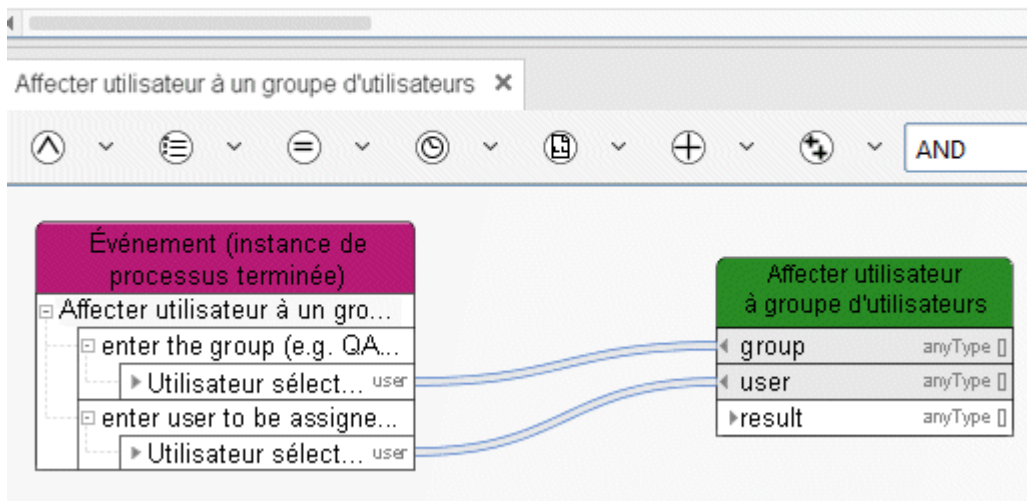 Affecter utilisateur à un groupe d'utilisateurs
AND
Événement (instance de
processus terminée)
Affecter utilisateur à un gro...
enter the group (e.g. QA...
Utilisateur sélect... user
enter user to be assigne...
Utilisateur sélect... user
Affecter utilisateur
à groupe d'utilisateurs
group anyType []
user anyType []
result anyType []